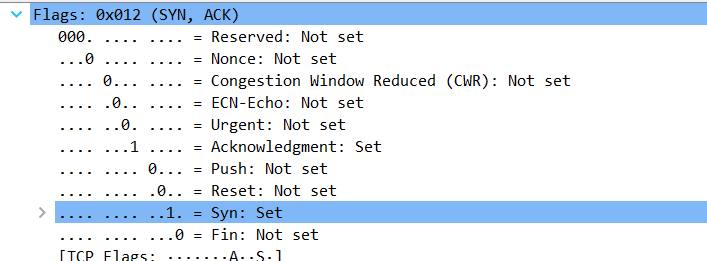 Flags: 0x012 (SYN, ACK)
000. .... .... = Reserved: Not set
...0 .... .... = Nonce: Not set
.... 0... .... = Congestion Window Reduced (CWR): Not set
.... .0.. .... = ECN-Echo: Not set
.... ..0. .... = Urgent: Not set
.... ...1 .... = Acknowledgment: Set
.... .... 0... = Push: Not set
.... .... .0.. = Reset: Not set
.... .... ..1. = Syn: Set
.... .... ...0 = Fin: Not set
[TCP Flags: ·······A··S·]